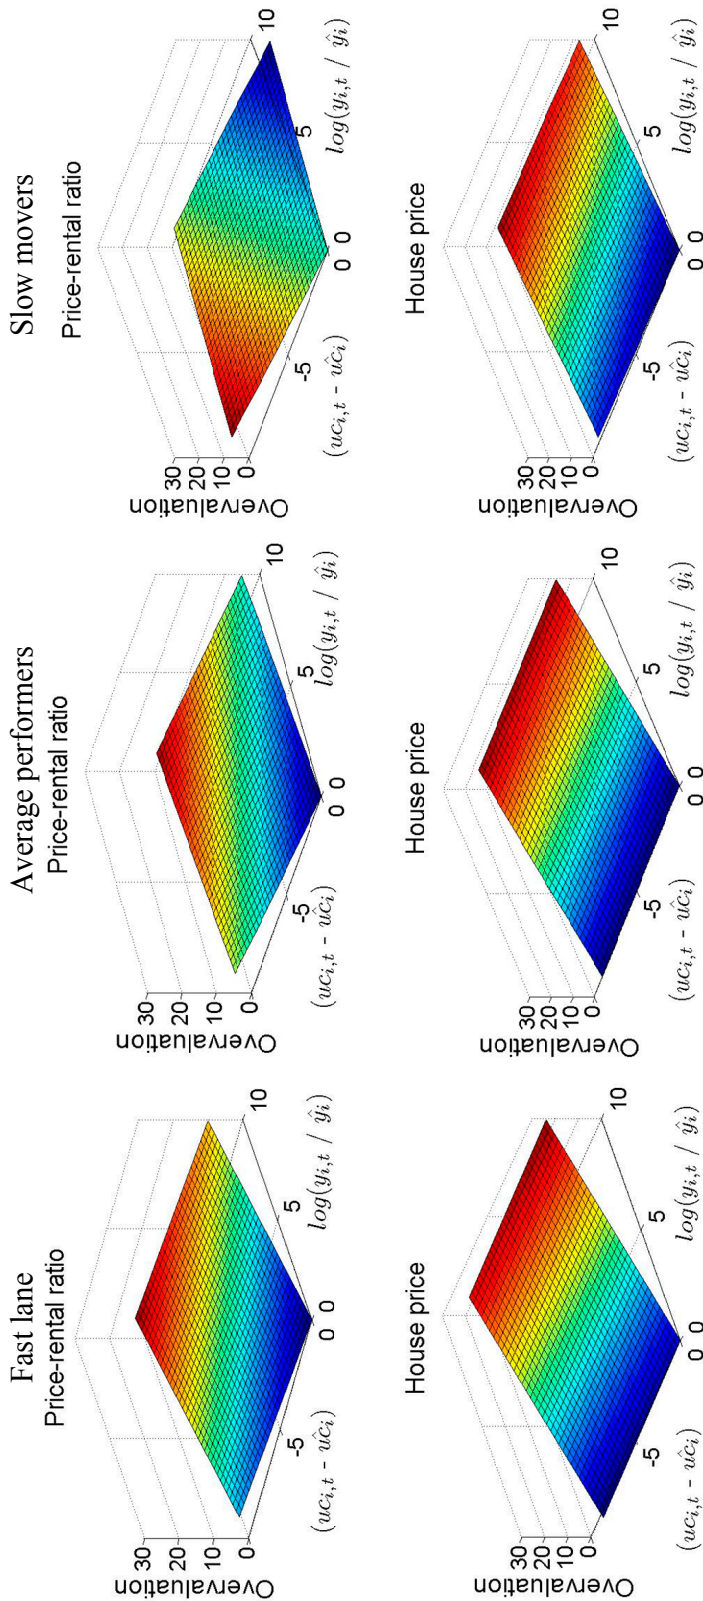 Fast lane
Price-rental ratio
Overvaluation
30
20
10
0
-5
0
0
5
10
(uc_{i,t} - \hat{uc}_i)
log(y_{i,t} / \hat{y}_i)
House price
Overvaluation
30
20
10
0
-5
0
0
5
10
(uc_{i,t} - \hat{uc}_i)
log(y_{i,t} / \hat{y}_i)
Average performers
Price-rental ratio
Overvaluation
30
20
10
0
-5
0
0
5
10
(uc_{i,t} - \hat{uc}_i)
log(y_{i,t} / \hat{y}_i)
House price
Overvaluation
30
20
10
0
-5
0
0
5
10
(uc_{i,t} - \hat{uc}_i)
log(y_{i,t} / \hat{y}_i)
Slow movers
Price-rental ratio
Overvaluation
30
20
10
0
-5
0
0
5
10
(uc_{i,t} - \hat{uc}_i)
log(y_{i,t} / \hat{y}_i)
House price
Overvaluation
30
20
10
0
-5
0
0
5
10
(uc_{i,t} - \hat{uc}_i)
log(y_{i,t} / \hat{y}_i)